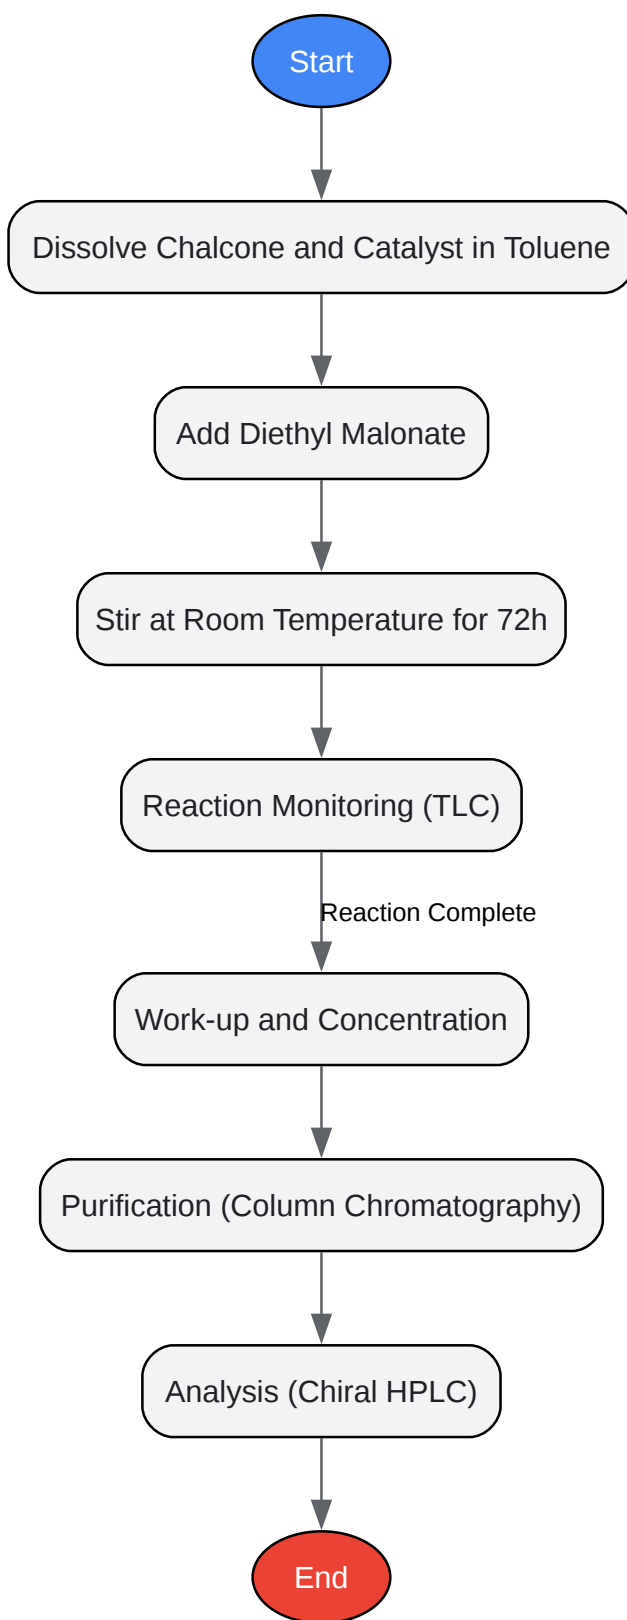 Start
Dissolve Chalcone and Catalyst in Toluene
Add Diethyl Malonate
Stir at Room Temperature for 72h
Reaction Monitoring (TLC)
Reaction Complete
Work-up and Concentration
Purification (Column Chromatography)
Analysis (Chiral HPLC)
End